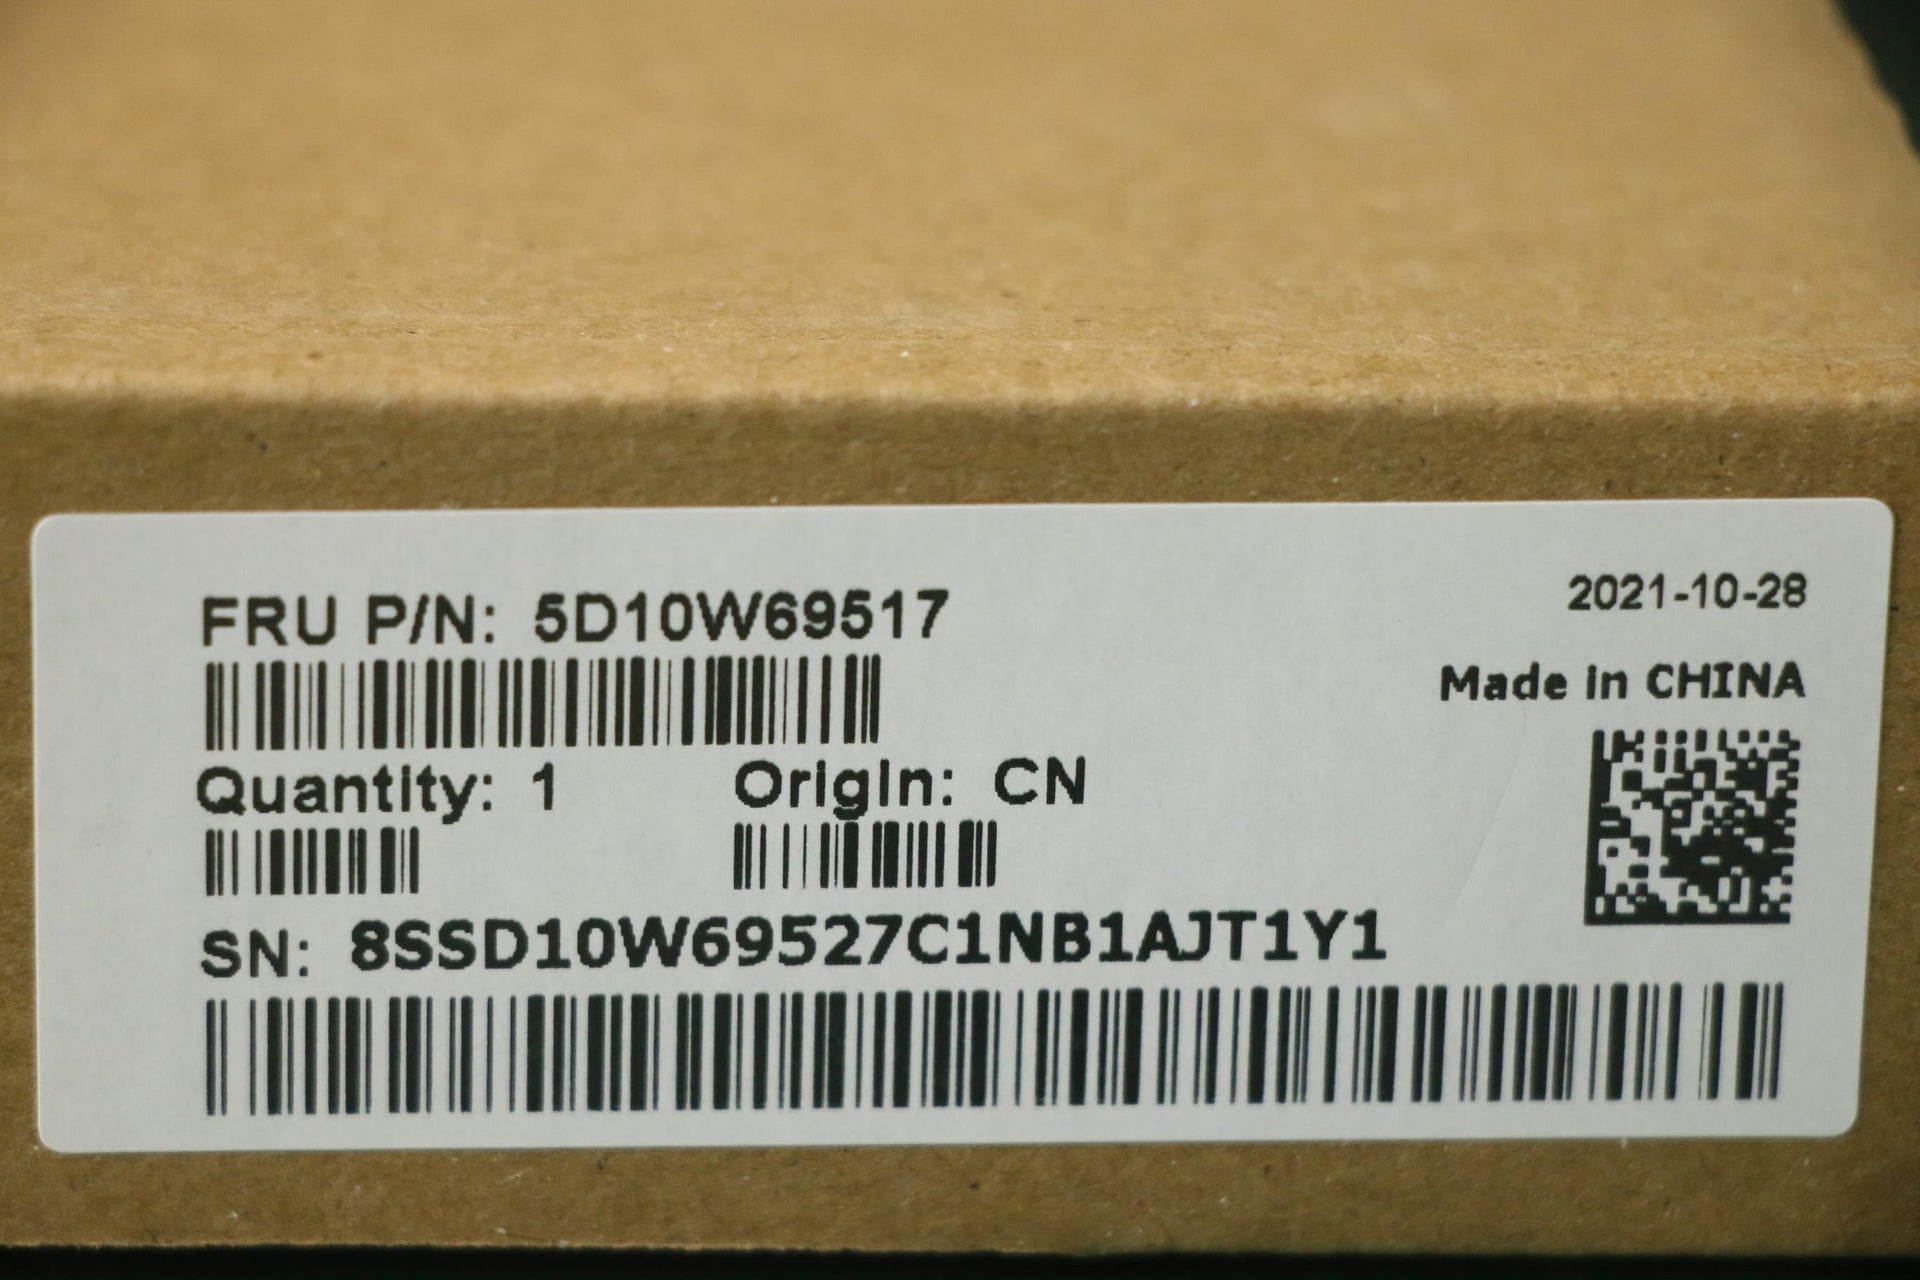 FRU P/N: 5D10W69517
2021-10-28
Made in CHINA
Quantity: 1 Origin: CN
SN: 8SSD10W69527C1NB1AJT1Y1